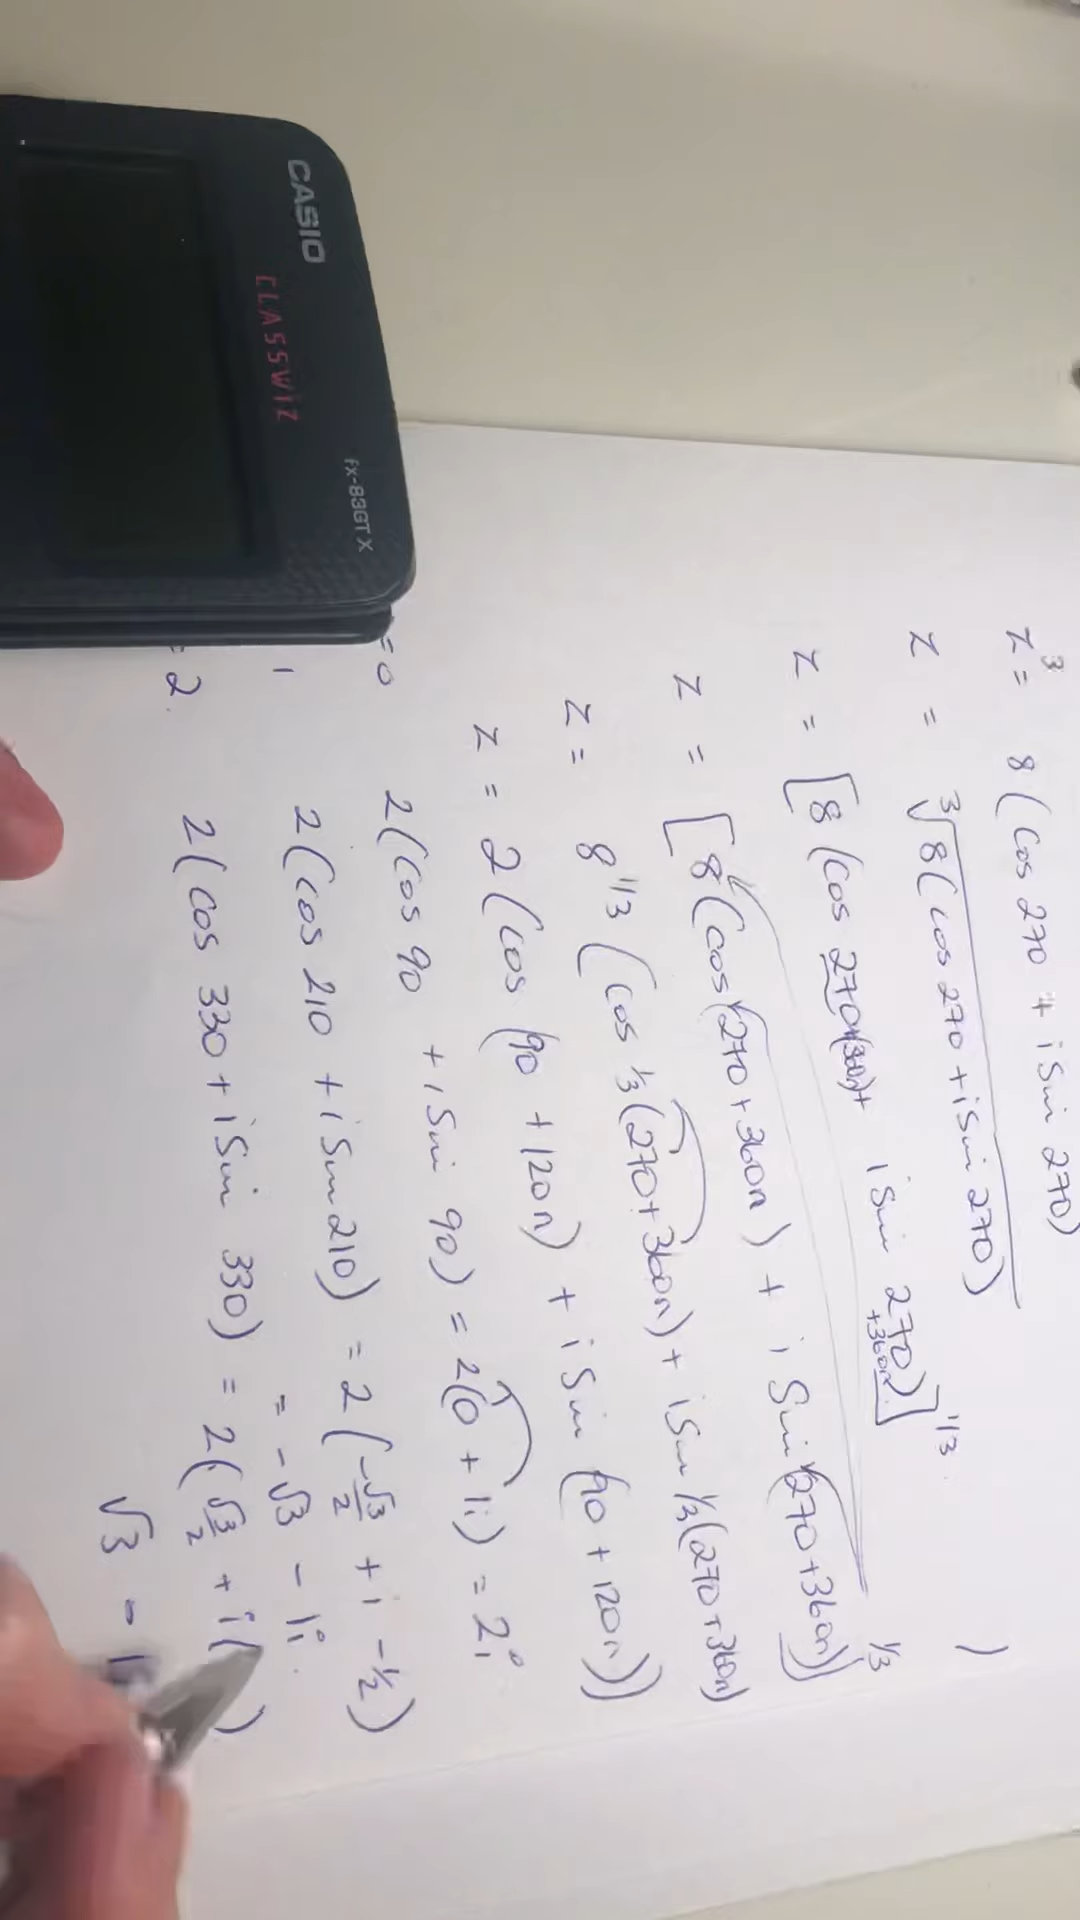 CASIO
CLASSWIZ
fx-83GTX
z³ = 8(cos 270 + i sin 270)
z = ³√8(cos 270 + i sin 270)
z = [8(cos 270+360n + i sin 270+360n)]^1/3
z = [8(cos(270+360n) + i sin(270+360n))]^1/3
z = 8^1/3 (cos 1/3(270+360n) + i sin 1/3(270+360n)
z = 2(cos(90+120n) + i sin(90+120n))
=0 2(cos 90 + i sin 90) = 2(0+1i) = 2i
1 2(cos 210 + i sin 210) = 2(-√3/2 + i -1/2)
= -√3 - 1i.
=2. 2(cos 330 + i sin 330) = 2(√3/2 + i( )
√3 -